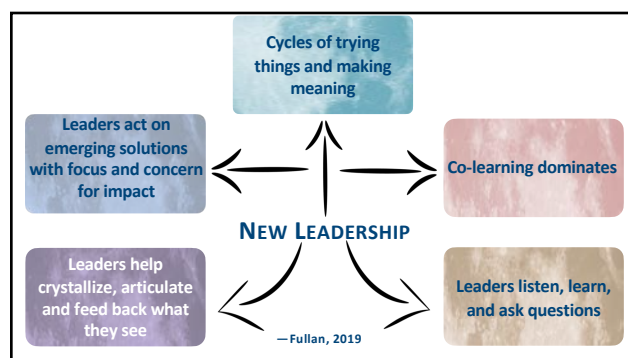 Cycles of trying
things and making
meaning
Leaders act on
emerging solutions
with focus and concern
for impact
Co-learning dominates
NEW LEADERSHIP
Leaders help
crystallize, articulate
and feed back what
they see
Leaders listen, learn,
and ask questions
—Fullan, 2019